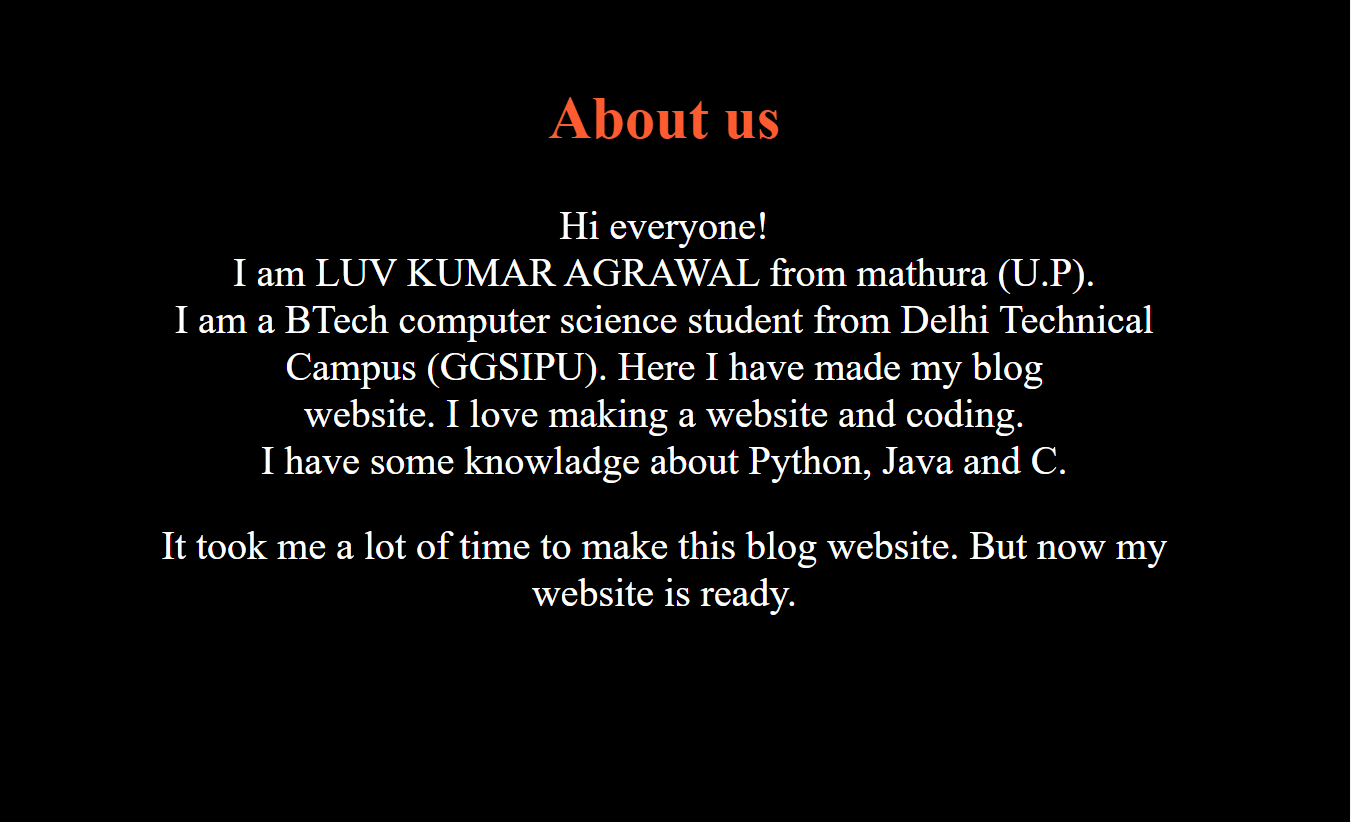 About us
Hi everyone!
I am LUV KUMAR AGRAWAL from mathura (U.P).
I am a BTech computer science student from Delhi Technical
Campus (GGSIPU). Here I have made my blog
website. I love making a website and coding.
I have some knowladge about Python, Java and C.
It took me a lot of time to make this blog website. But now my
website is ready.